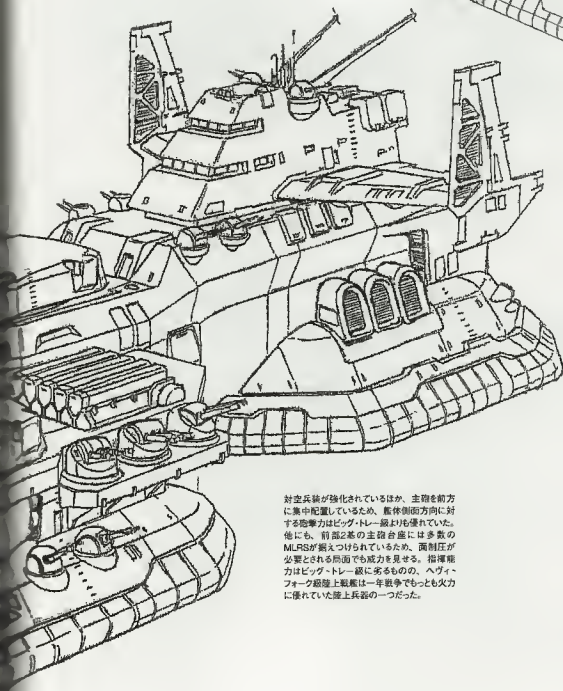 対空兵装が強化されているほか、主砲を前方
に集中配置しているため、艦体側面方向に対
する砲撃力はビッグ・トレー級よりも優れていた。
他にも、前部2基の主砲台座には多数の
MLRSが据えつけられているため、面制圧が
必要とされる局面でも威力を見せる。指揮能
力はビッグ・トレー級に劣るものの、ヘヴィ・
フォーク級陸上戦艦は一年戦争でもっとも火力
に優れていた陸上兵器の一つだった。